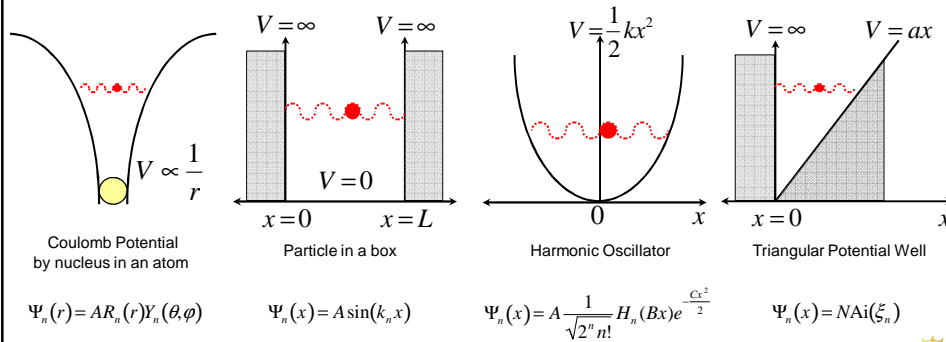 V ∝ 1/r
Coulomb Potential
by nucleus in an atom
Ψₙ(r) = ARₙ(r)Yₙ(θ,φ)
V = ∞
V = ∞
V = 0
x = 0
x = L
Particle in a box
Ψₙ(x) = A sin(kₙx)
V = 1/2 kx²
0
x
Harmonic Oscillator
Ψₙ(x) = A 1/√(2ⁿ n!) Hₙ(Bx)e^(-Cx²/2)
V = ∞
V = ax
x = 0
x
Triangular Potential Well
Ψₙ(x) = NAi(ξₙ)